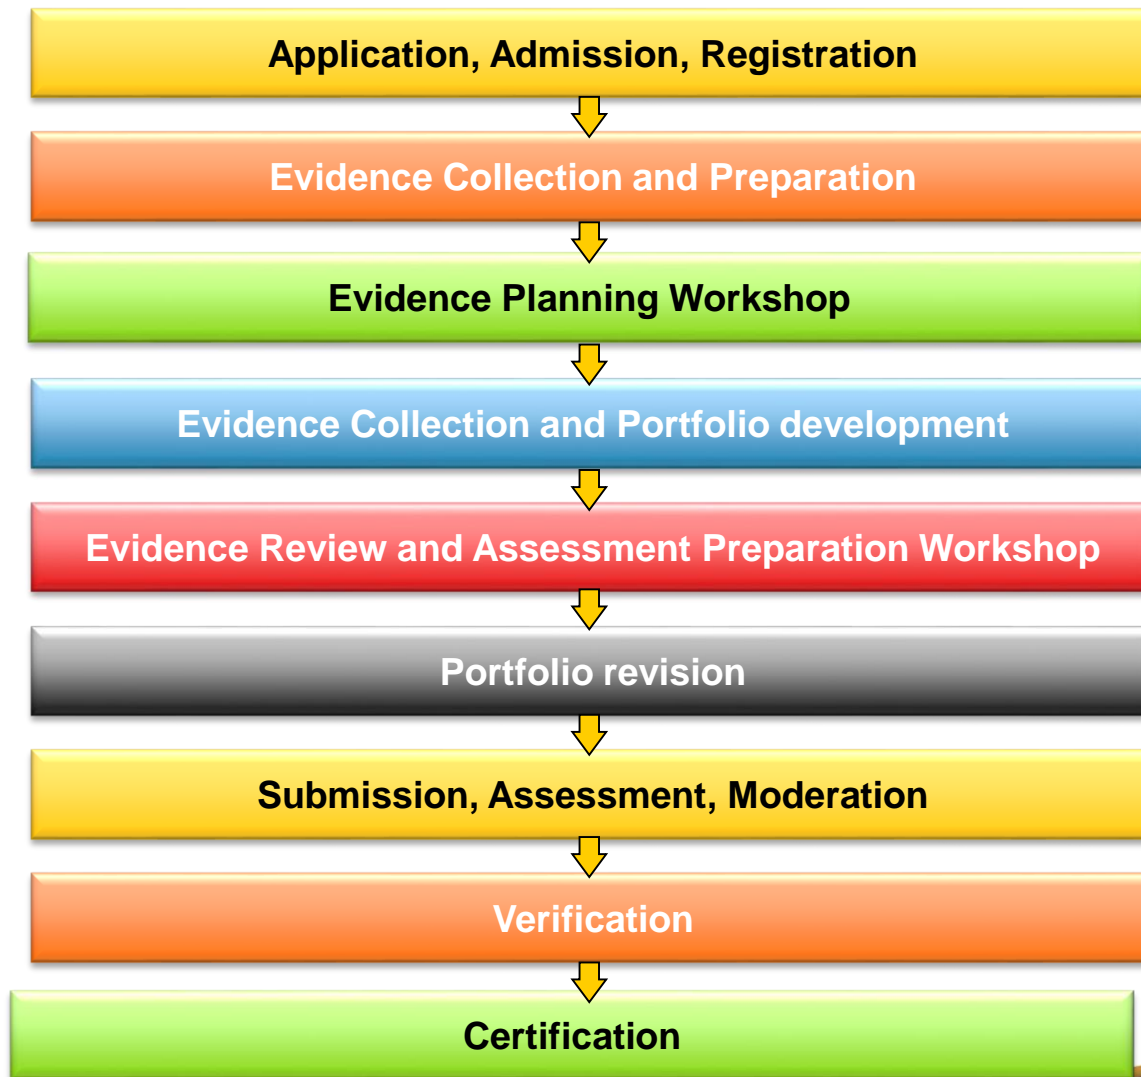 Application, Admission, Registration
Evidence Collection and Preparation
Evidence Planning Workshop
Evidence Collection and Portfolio development
Evidence Review and Assessment Preparation Workshop
Portfolio revision
Submission, Assessment, Moderation
Verification
Certification